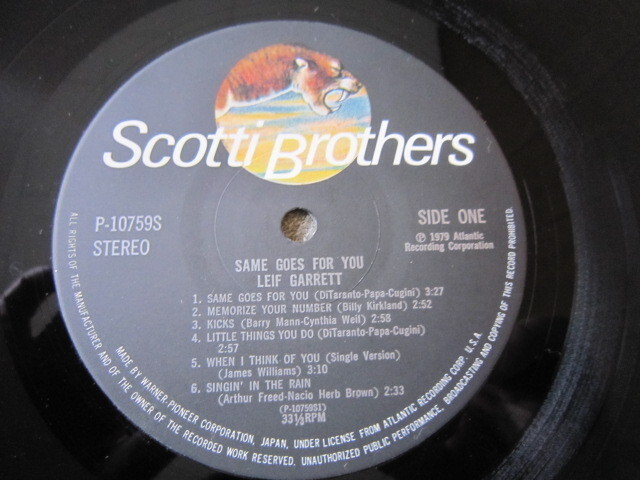 Scotti Brothers
P-10759S
STEREO
SIDE ONE
Ⓟ 1979 Atlantic
Recording Corporation
SAME GOES FOR YOU
LEIF GARRETT
1. SAME GOES FOR YOU (DiTaranto-Papa-Cugini) 3:27
2. MEMORIZE YOUR NUMBER (Billy Kirkland) 2:52
3. KICKS (Barry Mann-Cynthia Weil) 2:58
4. LITTLE THINGS YOU DO (DiTaranto-Papa-Cugini)
2:57
5. WHEN I THINK OF YOU (Single Version)
(James Williams) 3:10
6. SINGIN' IN THE RAIN
(Arthur Freed-Nacio Herb Brown) 2:33
(P-10759S1)
33⅓RPM
ALL RIGHTS OF THE MANUFACTURER AND OF THE OWNER OF THE RECORDED WORK RESERVED. UNAUTHORIZED PUBLIC PERFORMANCE, BROADCASTING AND COPYING OF THIS RECORD PROHIBITED.
MADE BY WARNER-PIONEER CORPORATION, JAPAN, UNDER LICENSE FROM ATLANTIC RECORDING CORP. U.S.A.